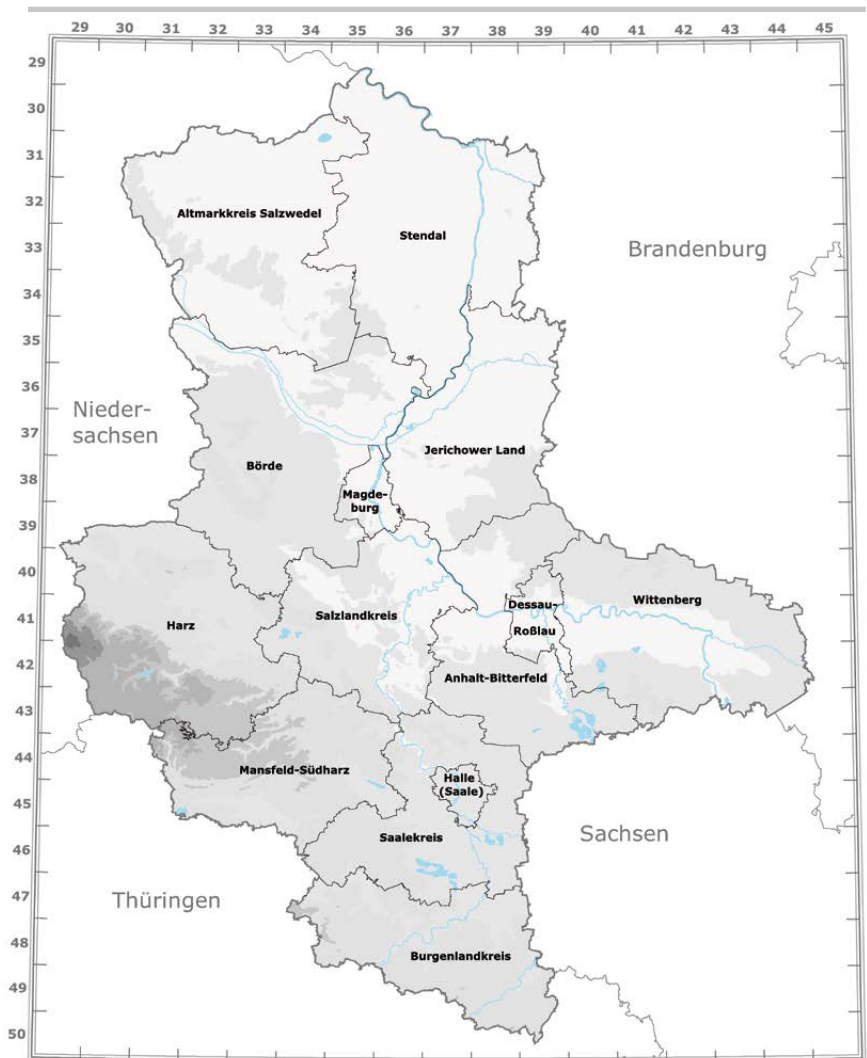 29 30 31 32 33 34 35 36 37 38 39 40 41 42 43 44 45
29
30
31
32
33
34
35
36
37
38
39
40
41
42
43
44
45
46
47
48
49
50
Altmarkkreis Salzwedel
Stendal
Brandenburg
Nieder-
sachsen
Jerichower Land
Börde
Magde-
burg
Wittenberg
Dessau-
Roßlau
Salzlandkreis
Harz
Anhalt-Bitterfeld
Mansfeld-Südharz
Halle
(Saale)
Saalekreis
Sachsen
Thüringen
Burgenlandkreis